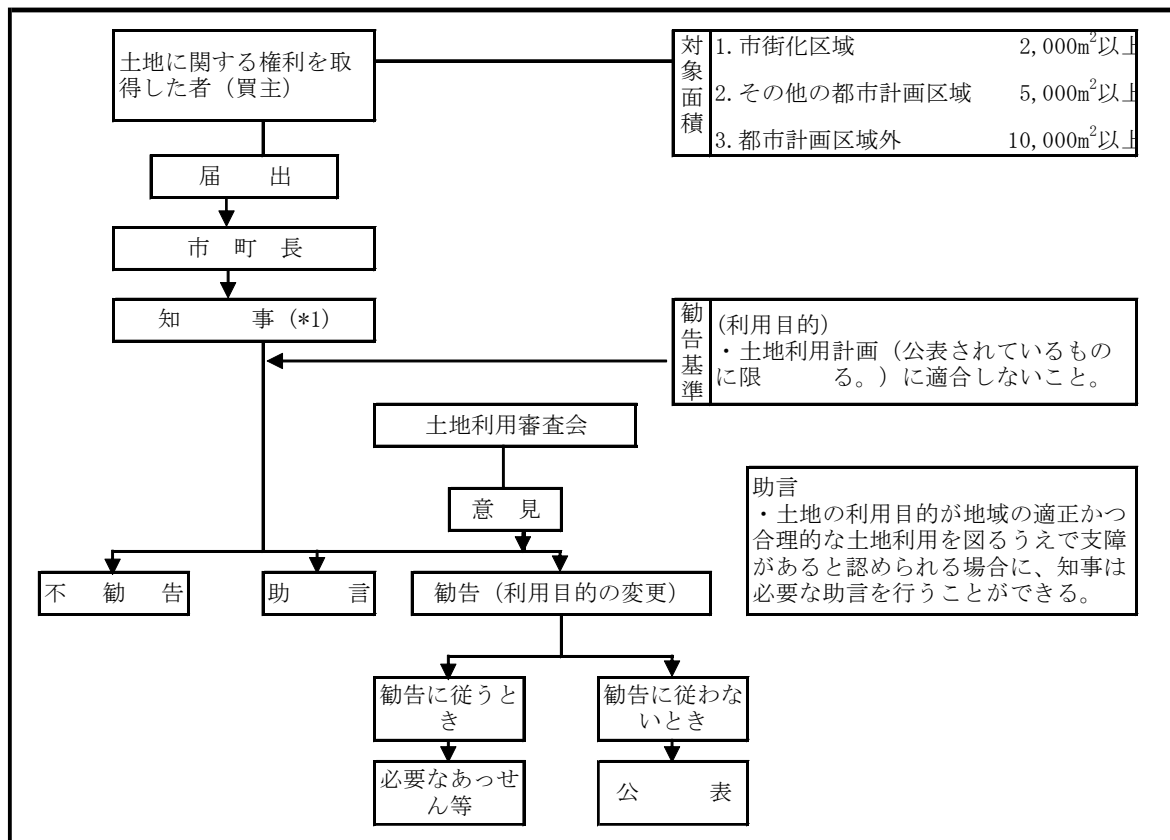 土地に関する権利を取
得した者（買主）
対象面積
1.市街化区域 2,000m²以上
2.その他の都市計画区域 5,000m²以上
3.都市計画区域外 10,000m²以上
届 出
市 町 長
知 事(*1)
勧告基準
(利用目的)
・土地利用計画（公表されているもの
に限 る。）に適合しないこと。
土地利用審査会
意 見
助言
・土地の利用目的が地域の適正かつ
合理的な土地利用を図るうえで支障
があると認められる場合に、知事は
必要な助言を行うことができる。
不 勧 告
助 言
勧告（利用目的の変更）
勧告に従うと
き
勧告に従わな
いとき
必要なあっせ
ん等
公 表